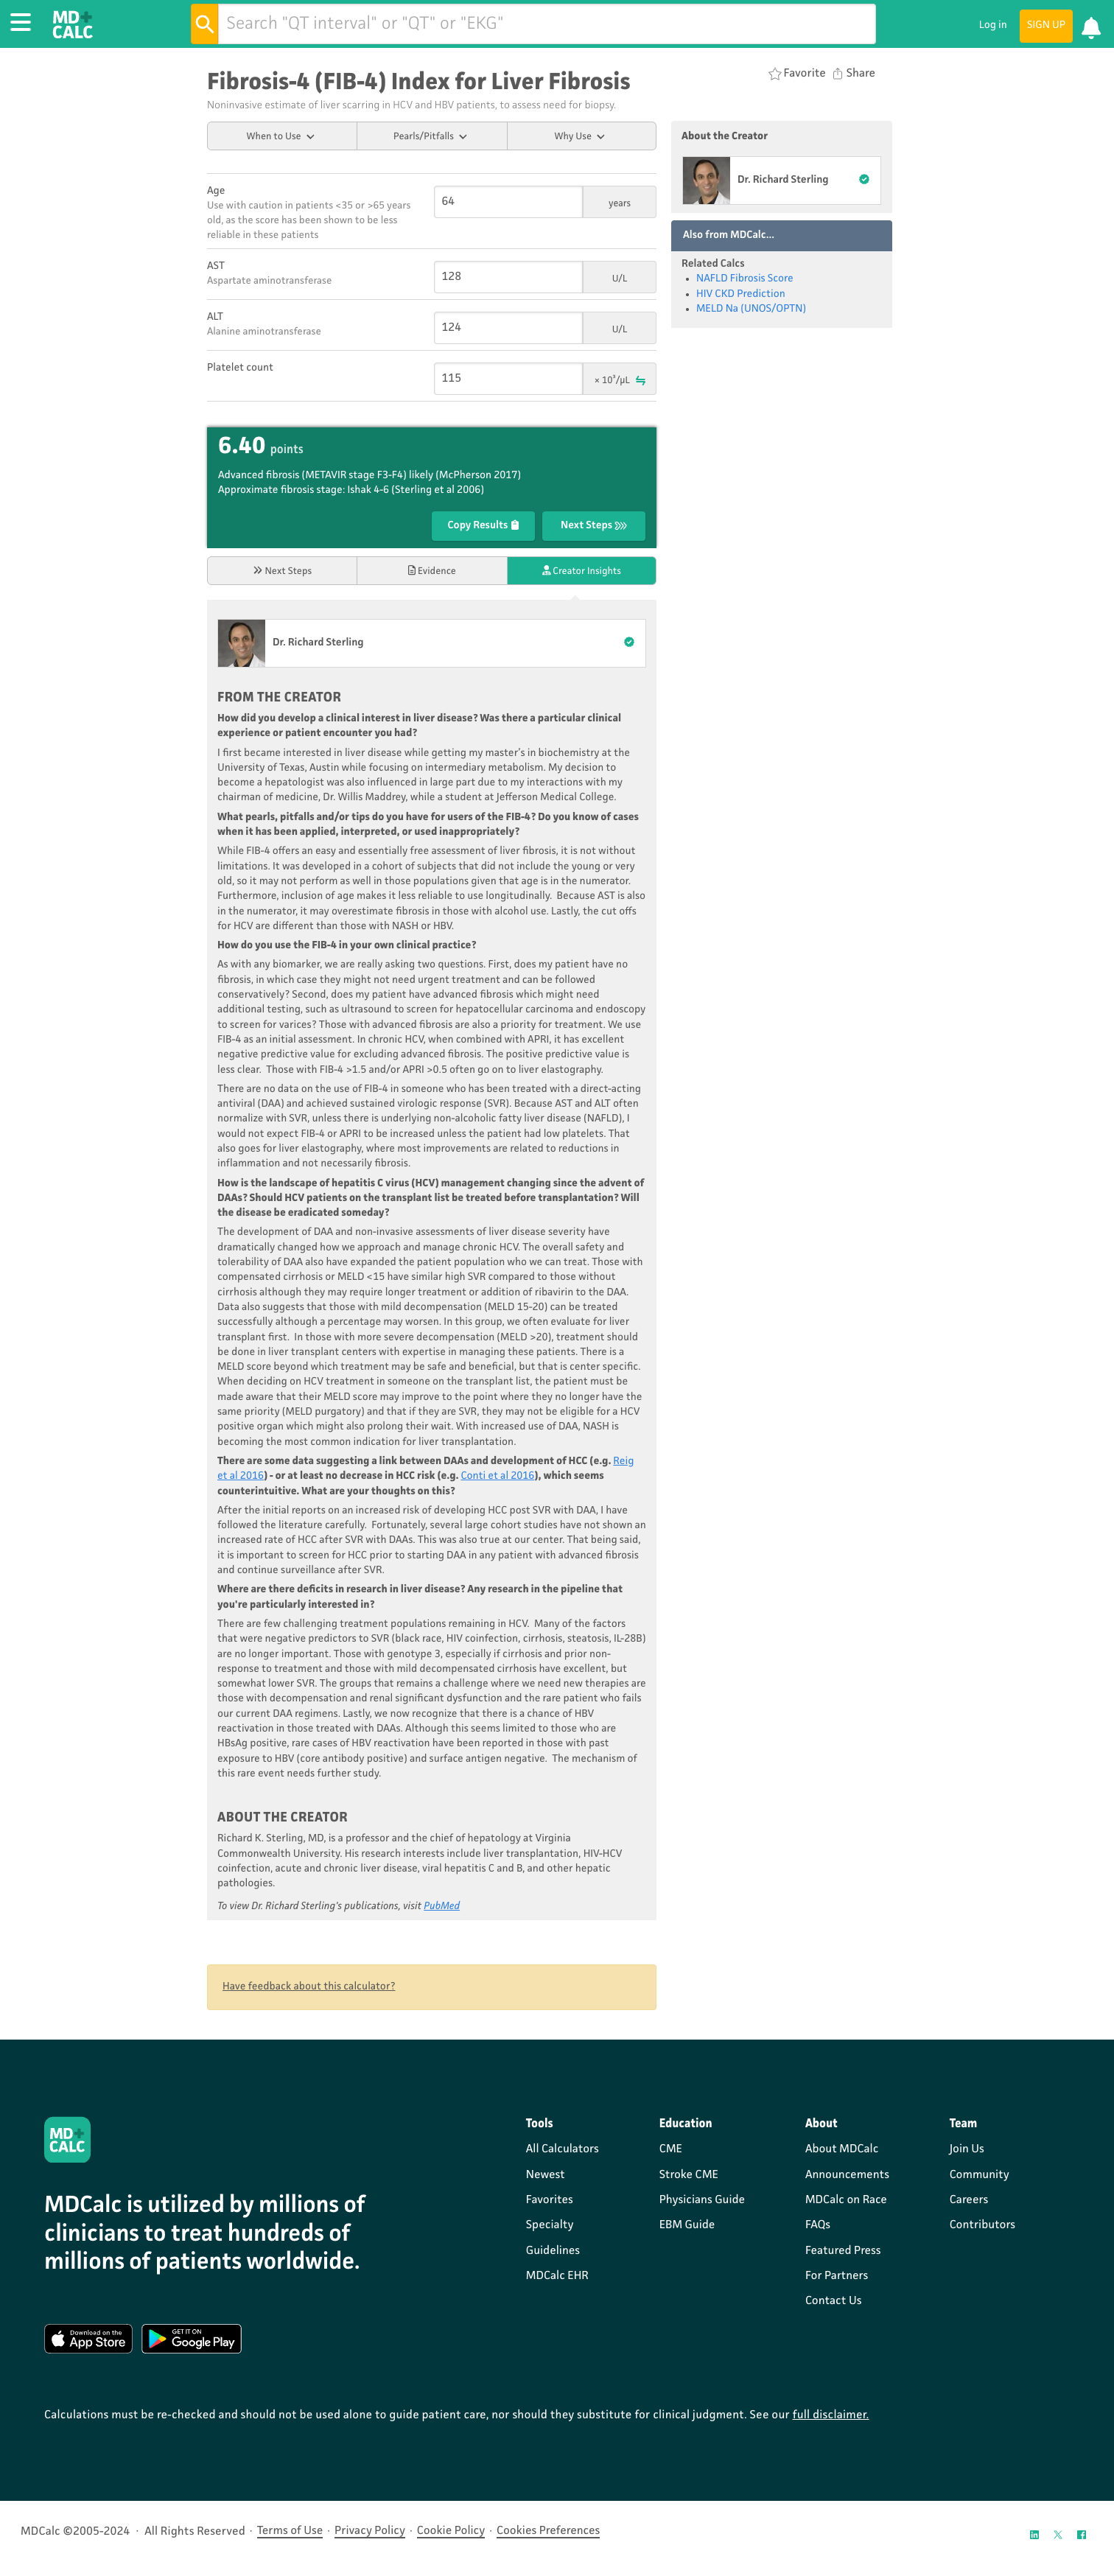 MD+
CALC
Search "QT interval" or "QT" or "EKG"
Log in
SIGN UP
Fibrosis-4 (FIB-4) Index for Liver Fibrosis
Noninvasive estimate of liver scarring in HCV and HBV patients, to assess need for biopsy.
Favorite
Share
When to Use
Pearls/Pitfalls
Why Use
Age
Use with caution in patients <35 or >65 years
old, as the score has been shown to be less
reliable in these patients
64
years
AST
Aspartate aminotransferase
128
U/L
ALT
Alanine aminotransferase
124
U/L
Platelet count
115
× 10³/µL
6.40 points
Advanced fibrosis (METAVIR stage F3-F4) likely (McPherson 2017)
Approximate fibrosis stage: Ishak 4-6 (Sterling et al 2006)
Copy Results
Next Steps
Next Steps
Evidence
Creator Insights
About the Creator
Dr. Richard Sterling
Also from MDCalc...
Related Calcs
• NAFLD Fibrosis Score
• HIV CKD Prediction
• MELD Na (UNOS/OPTN)
Dr. Richard Sterling
FROM THE CREATOR
How did you develop a clinical interest in liver disease? Was there a particular clinical
experience or patient encounter you had?
I first became interested in liver disease while getting my master's in biochemistry at the
University of Texas, Austin while focusing on intermediary metabolism. My decision to
become a hepatologist was also influenced in large part due to my interactions with my
chairman of medicine, Dr. Willis Maddrey, while a student at Jefferson Medical College.
What pearls, pitfalls and/or tips do you have for users of the FIB-4? Do you know of cases
when it has been applied, interpreted, or used inappropriately?
While FIB-4 offers an easy and essentially free assessment of liver fibrosis, it is not without
limitations. It was developed in a cohort of subjects that did not include the young or very
old, so it may not perform as well in those populations given that age is in the numerator.
Furthermore, inclusion of age makes it less reliable to use longitudinally. Because AST is also
in the numerator, it may overestimate fibrosis in those with alcohol use. Lastly, the cut offs
for HCV are different than those with NASH or HBV.
How do you use the FIB-4 in your own clinical practice?
As with any biomarker, we are really asking two questions. First, does my patient have no
fibrosis, in which case they might not need urgent treatment and can be followed
conservatively? Second, does my patient have advanced fibrosis which might need
additional testing, such as ultrasound to screen for hepatocellular carcinoma and endoscopy
to screen for varices? Those with advanced fibrosis are also a priority for treatment. We use
FIB-4 as an initial assessment. In chronic HCV, when combined with APRI, it has excellent
negative predictive value for excluding advanced fibrosis. The positive predictive value is
less clear. Those with FIB-4 >1.5 and/or APRI >0.5 often go on to liver elastography.
There are no data on the use of FIB-4 in someone who has been treated with a direct-acting
antiviral (DAA) and achieved sustained virologic response (SVR). Because AST and ALT often
normalize with SVR, unless there is underlying non-alcoholic fatty liver disease (NAFLD), I
would not expect FIB-4 or APRI to be increased unless the patient had low platelets. That
also goes for liver elastography, where most improvements are related to reductions in
inflammation and not necessarily fibrosis.
How is the landscape of hepatitis C virus (HCV) management changing since the advent of
DAAs? Should HCV patients on the transplant list be treated before transplantation? Will
the disease be eradicated someday?
The development of DAA and non-invasive assessments of liver disease severity have
dramatically changed how we approach and manage chronic HCV. The overall safety and
tolerability of DAA also have expanded the patient population who we can treat. Those with
compensated cirrhosis or MELD <15 have similar high SVR compared to those without
cirrhosis although they may require longer treatment or addition of ribavirin to the DAA.
Data also suggests that those with mild decompensation (MELD 15-20) can be treated
successfully although a percentage may worsen. In this group, we often evaluate for liver
transplant first. In those with more severe decompensation (MELD >20), treatment should
be done in liver transplant centers with expertise in managing these patients. There is a
MELD score beyond which treatment may be safe and beneficial, but that is center specific.
When deciding on HCV treatment in someone on the transplant list, the patient must be
made aware that their MELD score may improve to the point where they no longer have the
same priority (MELD purgatory) and that if they are SVR, they may not be eligible for a HCV
positive organ which might also prolong their wait. With increased use of DAA, NASH is
becoming the most common indication for liver transplantation.
There are some data suggesting a link between DAAs and development of HCC (e.g. Reig
et al 2016) - or at least no decrease in HCC risk (e.g. Conti et al 2016), which seems
counterintuitive. What are your thoughts on this?
After the initial reports on an increased risk of developing HCC post SVR with DAA, I have
followed the literature carefully. Fortunately, several large cohort studies have not shown an
increased rate of HCC after SVR with DAAs. This was also true at our center. That being said,
it is important to screen for HCC prior to starting DAA in any patient with advanced fibrosis
and continue surveillance after SVR.
Where are there deficits in research in liver disease? Any research in the pipeline that
you're particularly interested in?
There are few challenging treatment populations remaining in HCV. Many of the factors
that were negative predictors to SVR (black race, HIV coinfection, cirrhosis, steatosis, IL-28B)
are no longer important. Those with genotype 3, especially if cirrhosis and prior non-
response to treatment and those with mild decompensated cirrhosis have excellent, but
somewhat lower SVR. The groups that remains a challenge where we need new therapies are
those with decompensation and renal significant dysfunction and the rare patient who fails
our current DAA regimens. Lastly, we now recognize that there is a chance of HBV
reactivation in those treated with DAAs. Although this seems limited to those who are
HBsAg positive, rare cases of HBV reactivation have been reported in those with past
exposure to HBV (core antibody positive) and surface antigen negative. The mechanism of
this rare event needs further study.
ABOUT THE CREATOR
Richard K. Sterling, MD, is a professor and the chief of hepatology at Virginia
Commonwealth University. His research interests include liver transplantation, HIV-HCV
coinfection, acute and chronic liver disease, viral hepatitis C and B, and other hepatic
pathologies.
To view Dr. Richard Sterling's publications, visit PubMed
Have feedback about this calculator?
MD+
CALC
MDCalc is utilized by millions of
clinicians to treat hundreds of
millions of patients worldwide.
Download on the
App Store
GET IT ON
Google Play
Tools
All Calculators
Newest
Favorites
Specialty
Guidelines
MDCalc EHR
Education
CME
Stroke CME
Physicians Guide
EBM Guide
About
About MDCalc
Announcements
MDCalc on Race
FAQs
Featured Press
For Partners
Contact Us
Team
Join Us
Community
Careers
Contributors
Calculations must be re-checked and should not be used alone to guide patient care, nor should they substitute for clinical judgment. See our full disclaimer.
MDCalc ©2005-2024 · All Rights Reserved · Terms of Use · Privacy Policy · Cookie Policy · Cookies Preferences